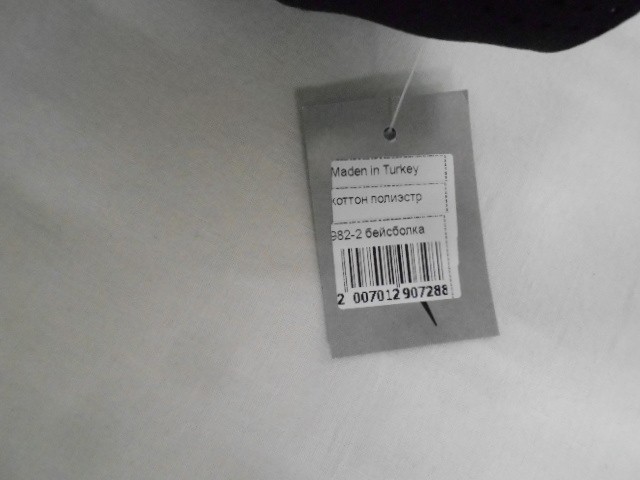 Maden in Turkey
коттон полиэстр
982-2 бейсболка
2 007012 907288